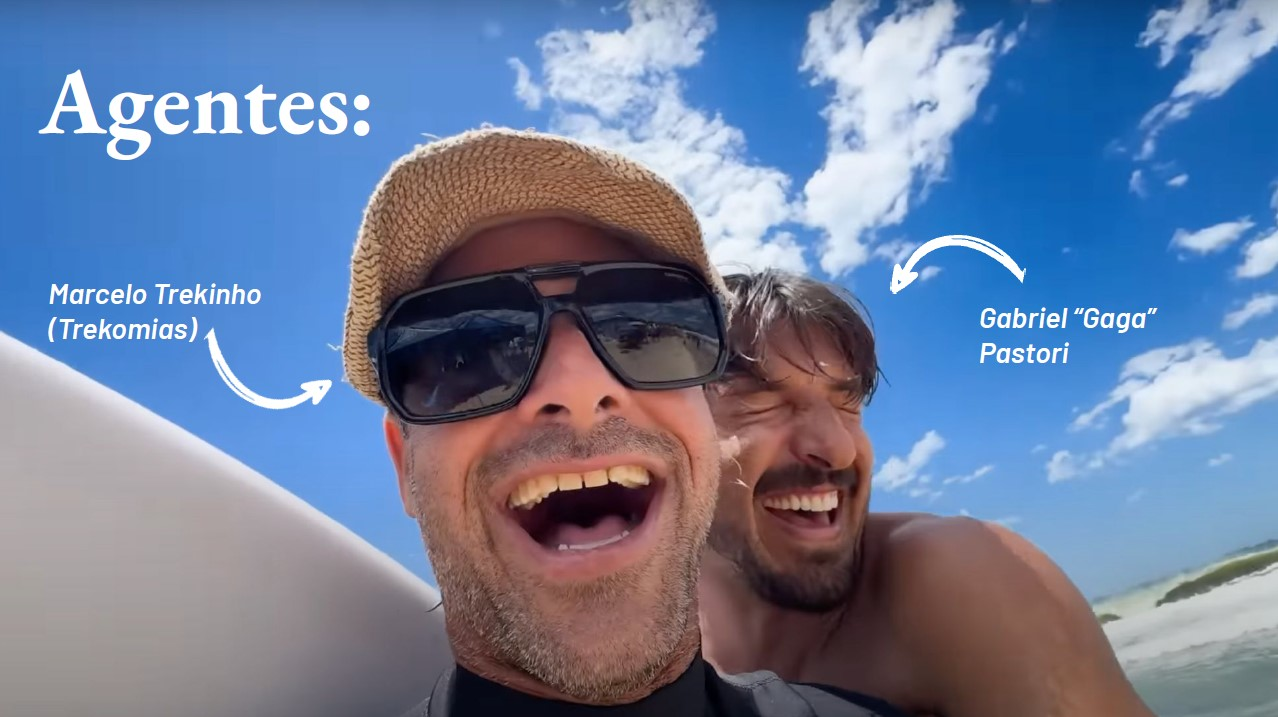 Agentes:
Marcelo Trekinho
(Trekomias)
Gabriel “Gaga”
Pastori